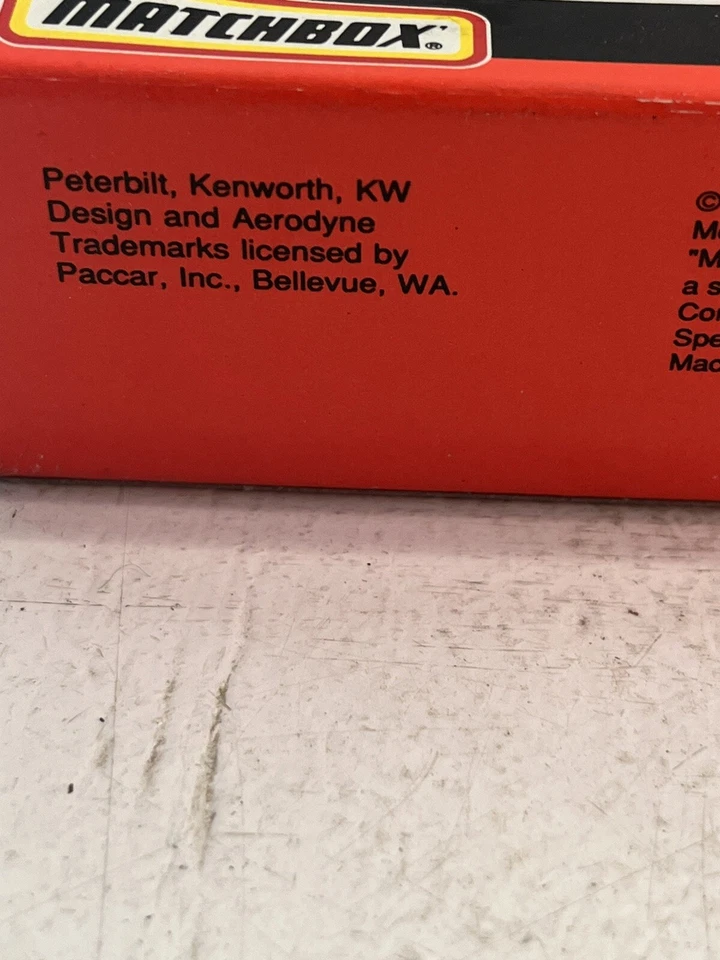 MATCHBOX®
Peterbilt, Kenworth, KW
Design and Aerodyne
Trademarks licensed by
Paccar, Inc., Bellevue, WA.
©
"M
a s